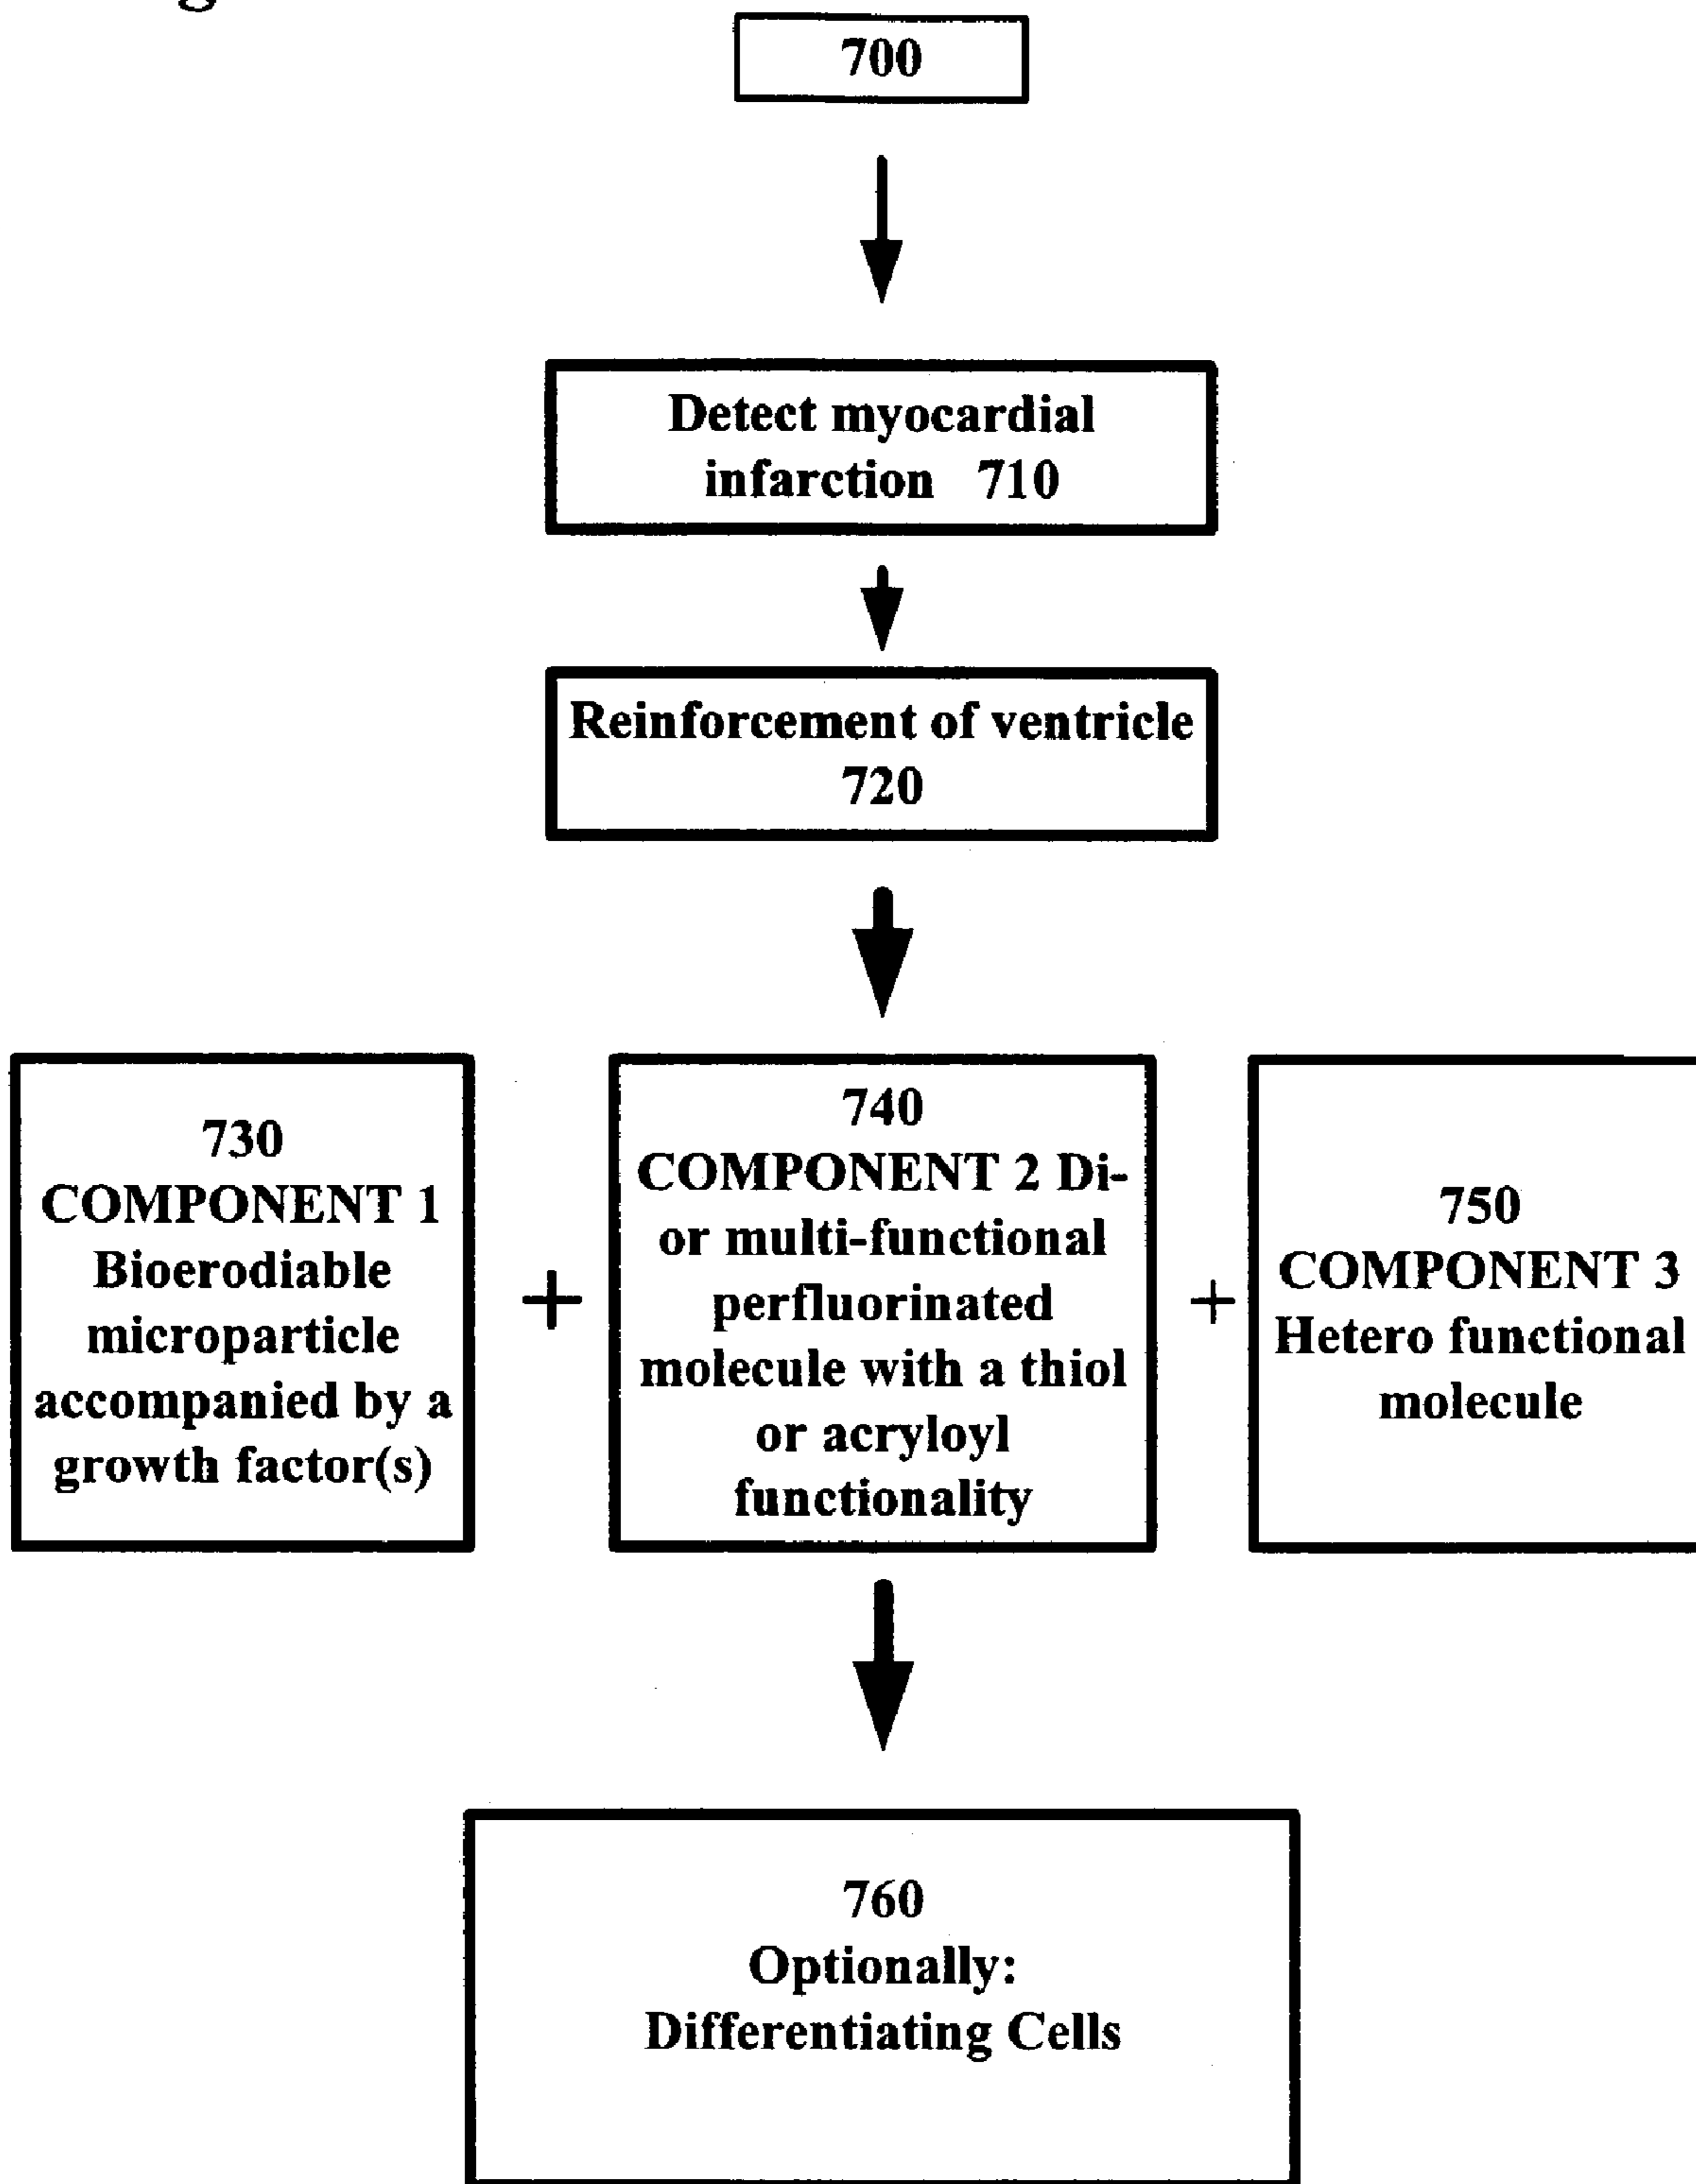 700
Detect myocardial
infarction 710
Reinforcement of ventricle
720
730
COMPONENT 1
Bioerodiable
microparticle
accompanied by a
growth factor(s)
+
740
COMPONENT 2 Di-
or multi-functional
perfluorinated
molecule with a thiol
or acryloyl
functionality
+
750
COMPONENT 3
Hetero functional
molecule
760
Optionally:
Differentiating Cells